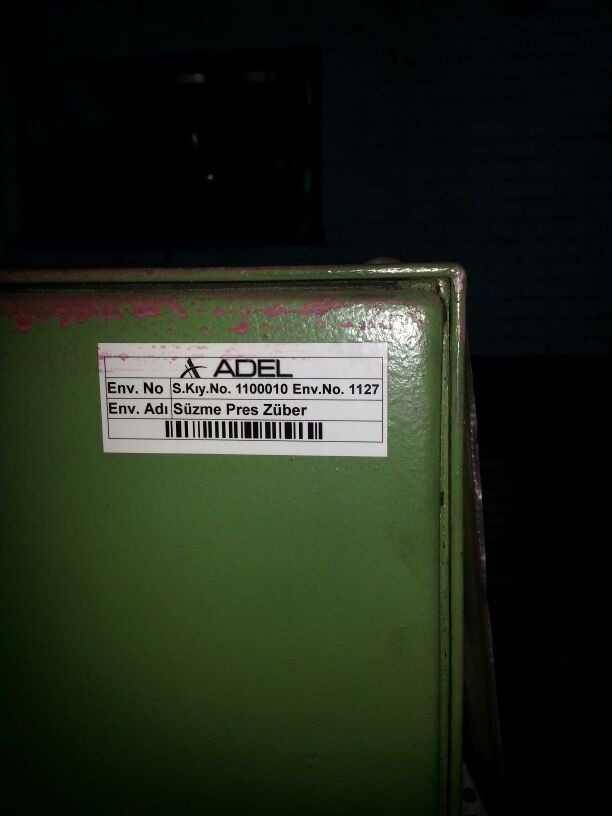 ADEL
Env. No S.Kıy.No. 1100010 Env.No. 1127
Env. Adı Süzme Pres Züber